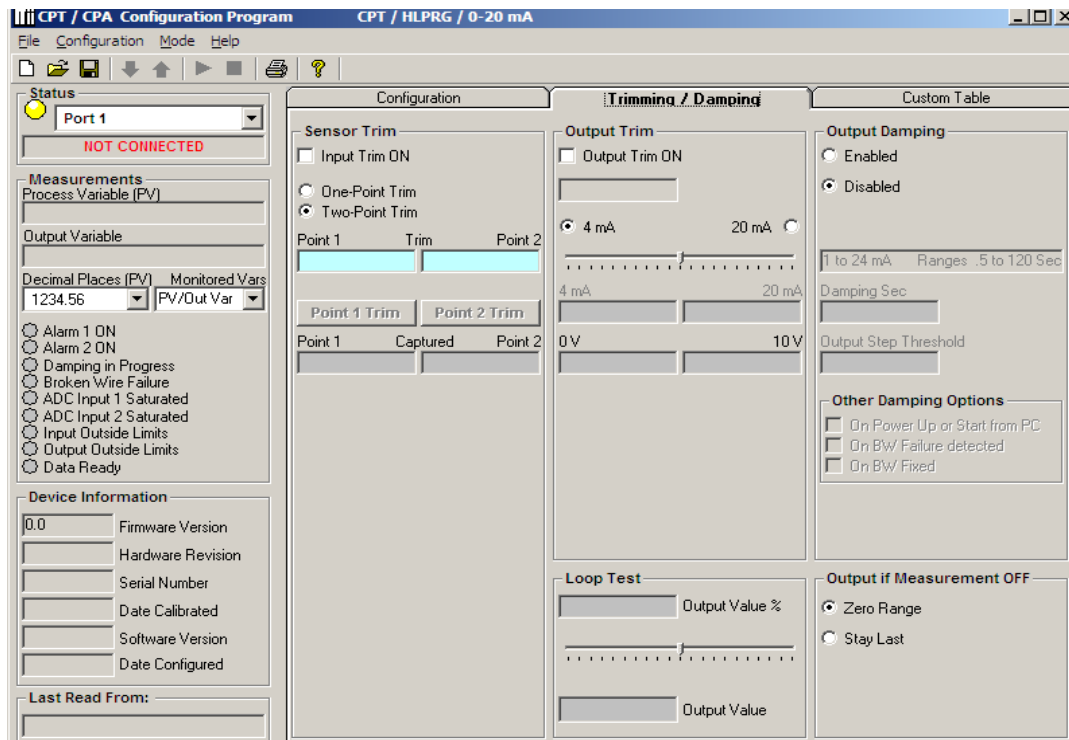 CPT / CPA Configuration Program CPT / HLPRG / 0-20 mA
File Configuration Mode Help
Status
Port 1
NOT CONNECTED
Measurements
Process Variable (PV)
Output Variable
Decimal Places (PV) Monitored Vars
1234.56 PV/Out Var
Alarm 1 ON
Alarm 2 ON
Damping in Progress
Broken Wire Failure
ADC Input 1 Saturated
ADC Input 2 Saturated
Input Outside Limits
Output Outside Limits
Data Ready
Device Information
0.0 Firmware Version
Hardware Revision
Serial Number
Date Calibrated
Software Version
Date Configured
Last Read From:
Configuration Trimming / Damping Custom Table
Sensor Trim
Input Trim ON
One-Point Trim
Two-Point Trim
Point 1 Trim Point 2
Point 1 Trim Point 2 Trim
Point 1 Captured Point 2
Output Trim
Output Trim ON
4 mA 20 mA
4 mA 20 mA
0 V 10 V
Loop Test
Output Value %
Output Value
Output Damping
Enabled
Disabled
1 to 24 mA Ranges .5 to 120 Sec
Damping Sec
Output Step Threshold
Other Damping Options
On Power Up or Start from PC
On BW Failure detected
On BW Fixed
Output if Measurement OFF
Zero Range
Stay Last